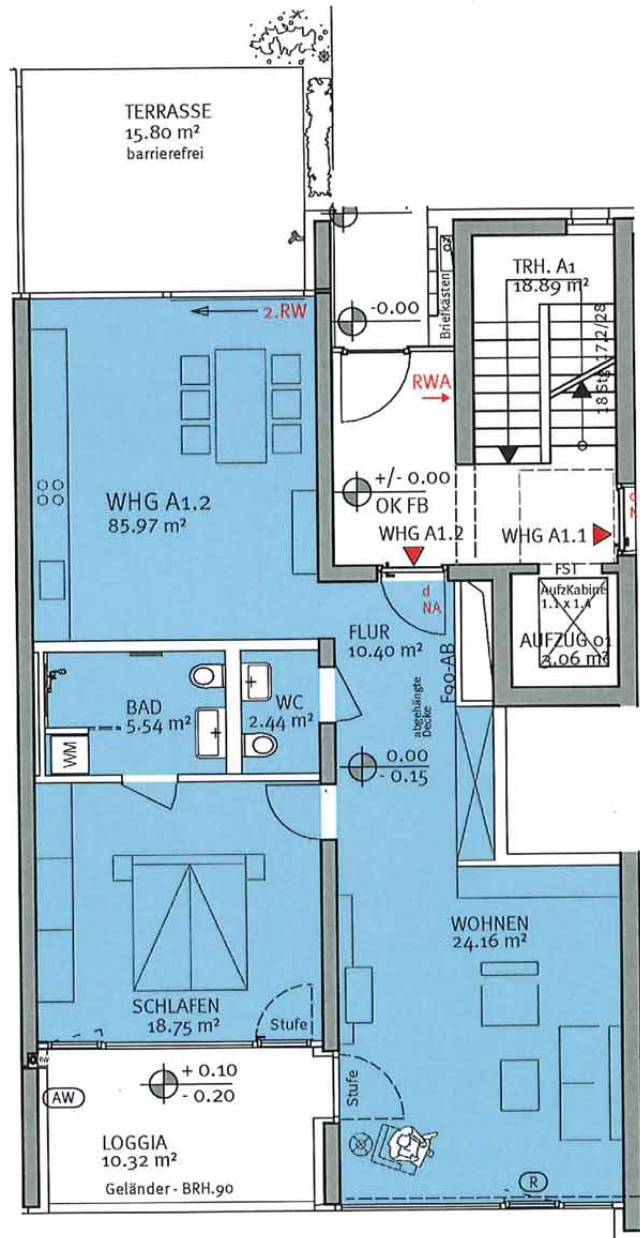 TERRASSE
15.80 m²
barrierefrei
TRH. A1
18.89 m²
Briefkästen
-0.00
2.RW
RWA
18 Stg. 17,2/28
+/- 0.00
OK FB
WHG A1.2
85.97 m²
WHG A1.2
WHG A1.1
d
NA
FST
AufzKabine
1.1 x 1.4
AUFZUG 01
3.06 m²
FLUR
10.40 m²
F90-AB
abgehängte
Decke
BAD
5.54 m²
WC
2.44 m²
WM
0.00
- 0.15
WOHNEN
24.16 m²
SCHLAFEN
18.75 m²
Stufe
Stufe
+ 0.10
- 0.20
AW
LOGGIA
10.32 m²
Geländer - BRH.90
R